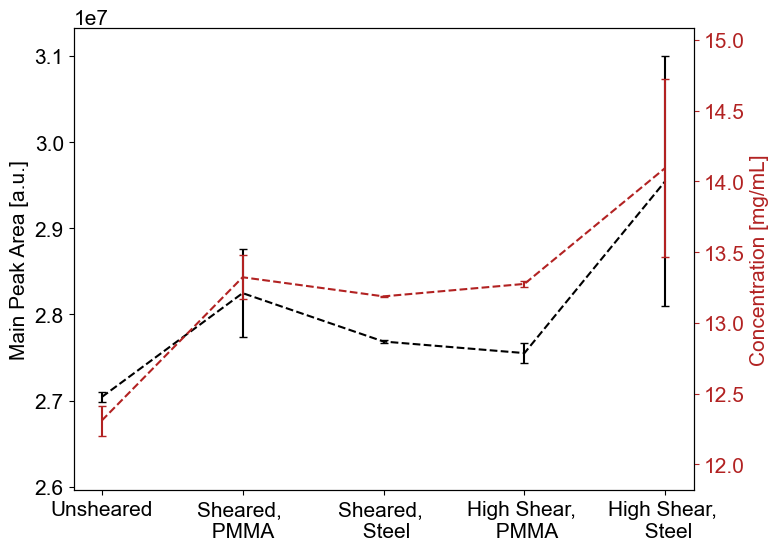 1e7
Main Peak Area [a.u.]
3.1
3.0
2.9
2.8
2.7
2.6
15.0
14.5
14.0
13.5
13.0
12.5
12.0
Concentration [mg/mL]
Unsheared
Sheared,
PMMA
Sheared,
Steel
High Shear,
PMMA
High Shear,
Steel